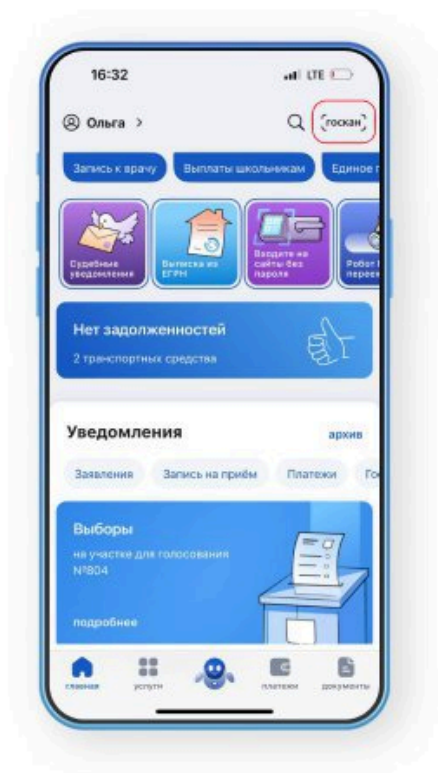 16:32
LTE
Ольга >
госкан
Запись к врачу
Выплаты школьникам
Единое п
Судебные
уведомления
Выписка из
ЕГРН
Входите на
сайты без
пароля
Робот
перее
Нет задолженностей
2 транспортных средства
Уведомления
архив
Заявления
Запись на приём
Платежи
Го
Выборы
на участке для голосования
№804
подробнее
главная
услуги
платежи
документы